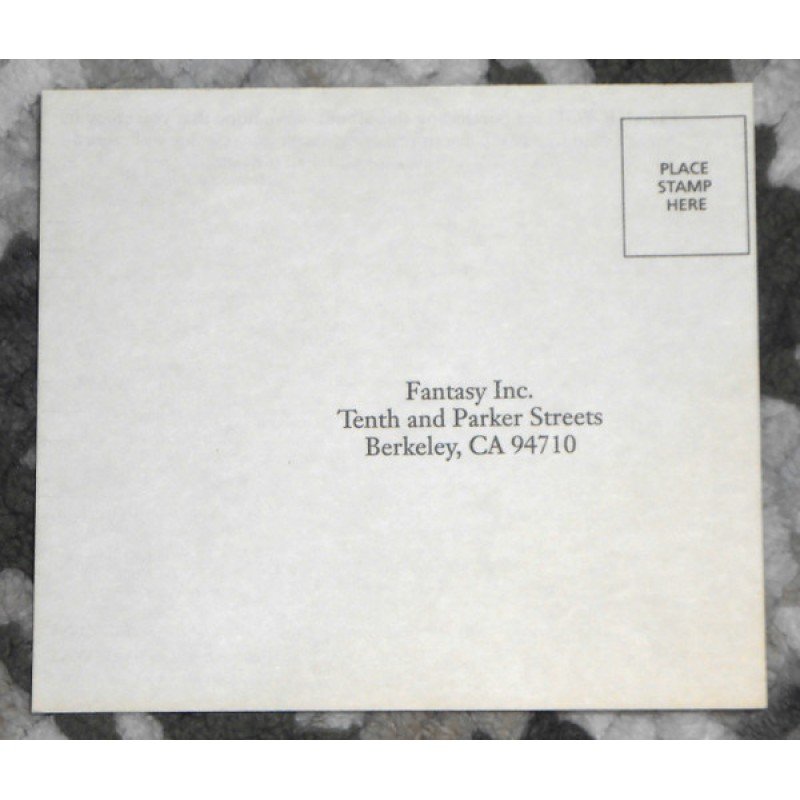 PLACE
STAMP
HERE
Fantasy Inc.
Tenth and Parker Streets
Berkeley, CA 94710